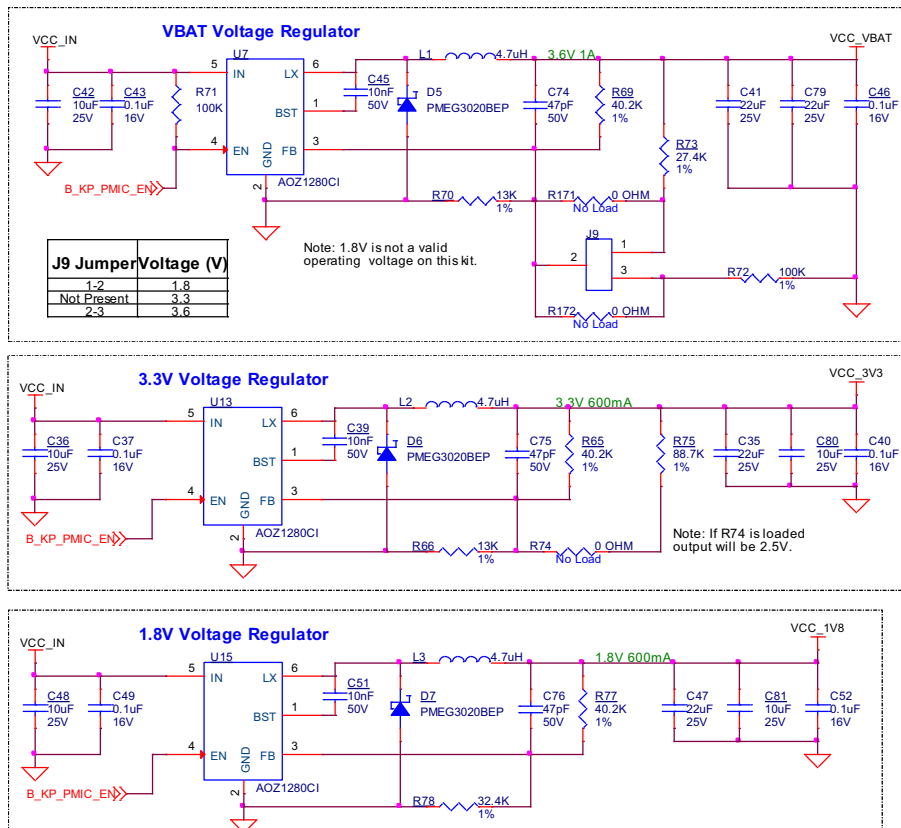 VBAT Voltage Regulator
VCC_IN
VCC_VBAT
U7
L1 4.7uH
3.6V 1A
5 IN LX 6
C42
10uF
25V
C43
0.1uF
16V
R71
100K
C45
10nF
50V
BST 1
D5
PMEG3020BEP
C74
47pF
50V
R69
40.2K
1%
C41
22uF
25V
C79
22uF
25V
C46
0.1uF
16V
R73
27.4K
1%
4 EN GND FB 3
B_KP_PMIC_EN
2
AOZ1280CI
R70 13K
1%
R171 0 OHM
No Load
J9
1
2
3
R72 100K
1%
R172 0 OHM
No Load
Note: 1.8V is not a valid
operating voltage on this kit.
J9 Jumper Voltage (V)
1-2 1.8
Not Present 3.3
2-3 3.6
3.3V Voltage Regulator
VCC_IN
VCC_3V3
U13
L2 4.7uH
3.3V 600mA
5 IN LX 6
C36
10uF
25V
C37
0.1uF
16V
C39
10nF
50V
BST 1
D6
PMEG3020BEP
C75
47pF
50V
R65
40.2K
1%
R75
88.7K
1%
C35
22uF
25V
C80
10uF
25V
C40
0.1uF
16V
4 EN GND FB 3
B_KP_PMIC_EN
2
AOZ1280CI
R66 13K
1%
R74 0 OHM
No Load
Note: If R74 is loaded
output will be 2.5V.
1.8V Voltage Regulator
VCC_IN
VCC_1V8
U15
L3 4.7uH
1.8V 600mA
5 IN LX 6
C48
10uF
25V
C49
0.1uF
16V
C51
10nF
50V
BST 1
D7
PMEG3020BEP
C76
47pF
50V
R77
40.2K
1%
C47
22uF
25V
C81
10uF
25V
C52
0.1uF
16V
4 EN GND FB 3
B_KP_PMIC_EN
2
AOZ1280CI
R78 32.4K
1%